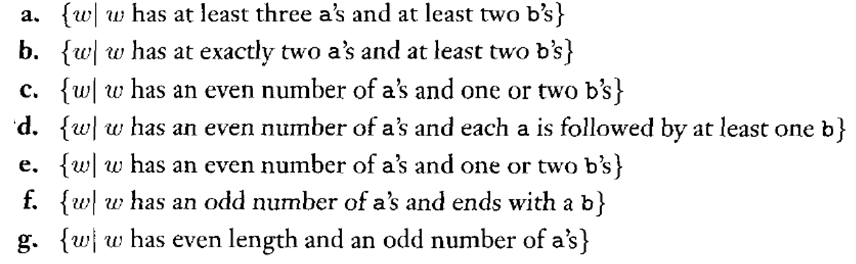 a. {w| w has at least three a's and at least two b's}
b. {w| w has at exactly two a's and at least two b's}
c. {w| w has an even number of a's and one or two b's}
d. {w| w has an even number of a's and each a is followed by at least one b}
e. {w| w has an even number of a's and one or two b's}
f. {w| w has an odd number of a's and ends with a b}
g. {w| w has even length and an odd number of a's}